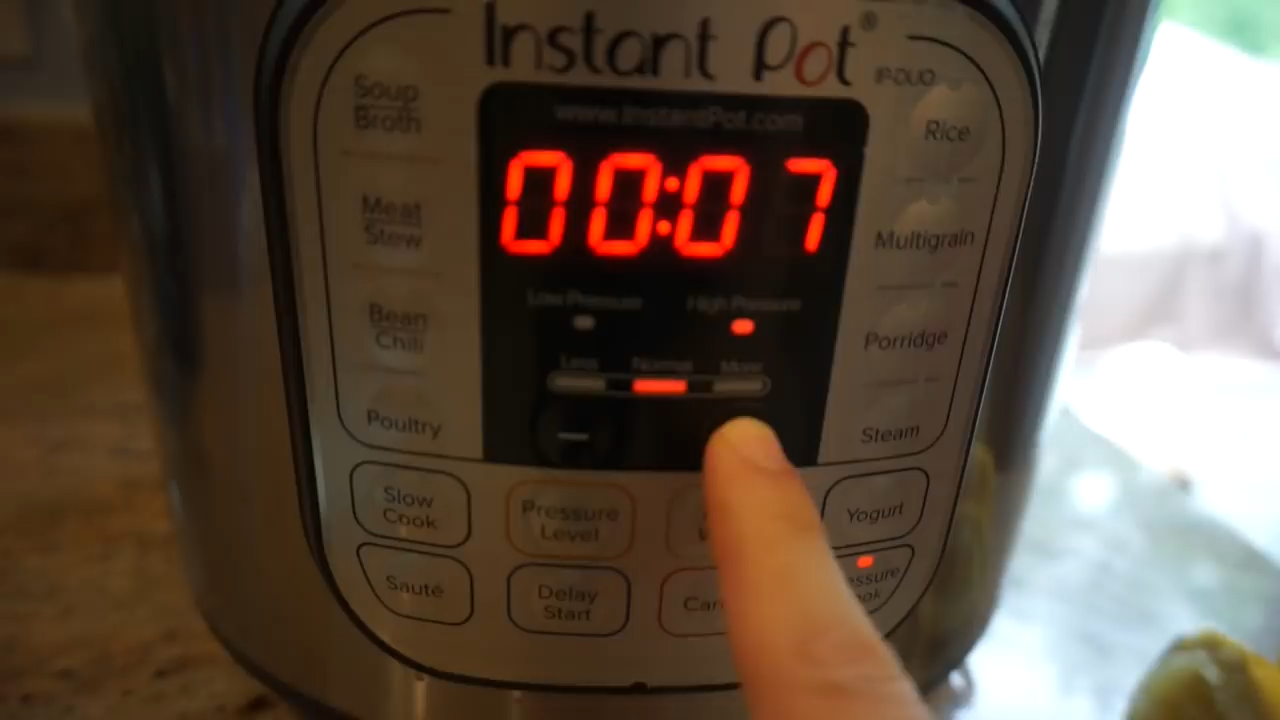 Instant Pot®
IP-DUO
www.InstantPot.com
00:07
Low Pressure
High Pressure
Less
Normal
More
−
Soup
Broth
Meat
Stew
Bean
Chili
Poultry
Rice
Multigrain
Porridge
Steam
Slow
Cook
Pressure
Level
Yogurt
Sauté
Delay
Start